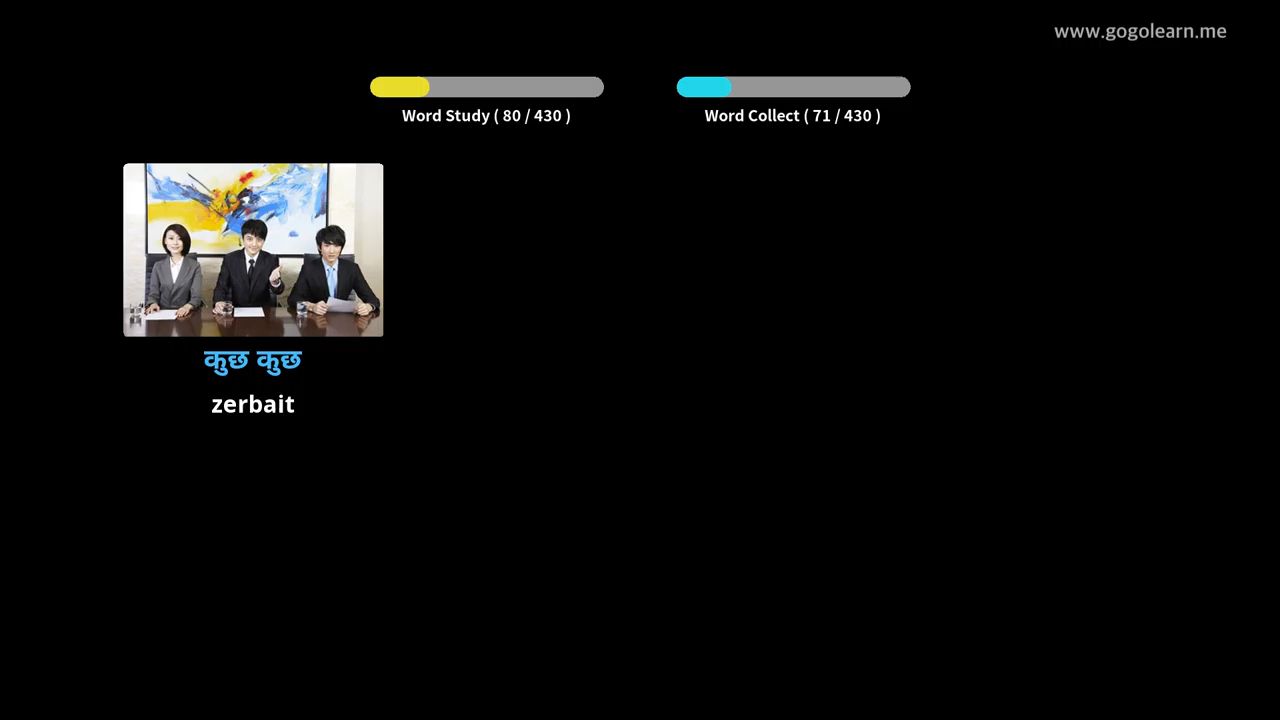 www.gogolearn.me
Word Study ( 80 / 430 )
Word Collect ( 71 / 430 )
कुछ कुछ
zerbait